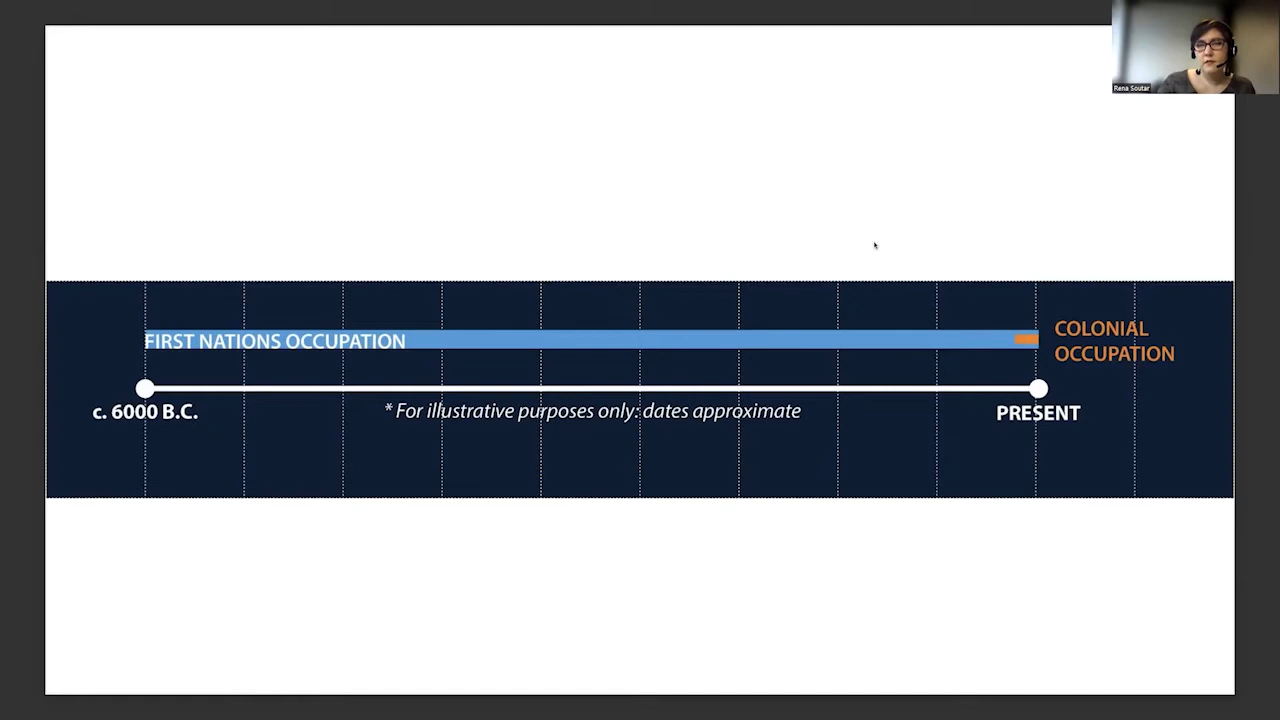 Rena Soutar
FIRST NATIONS OCCUPATION
COLONIAL
OCCUPATION
c. 6000 B.C.
* For illustrative purposes only: dates approximate
PRESENT